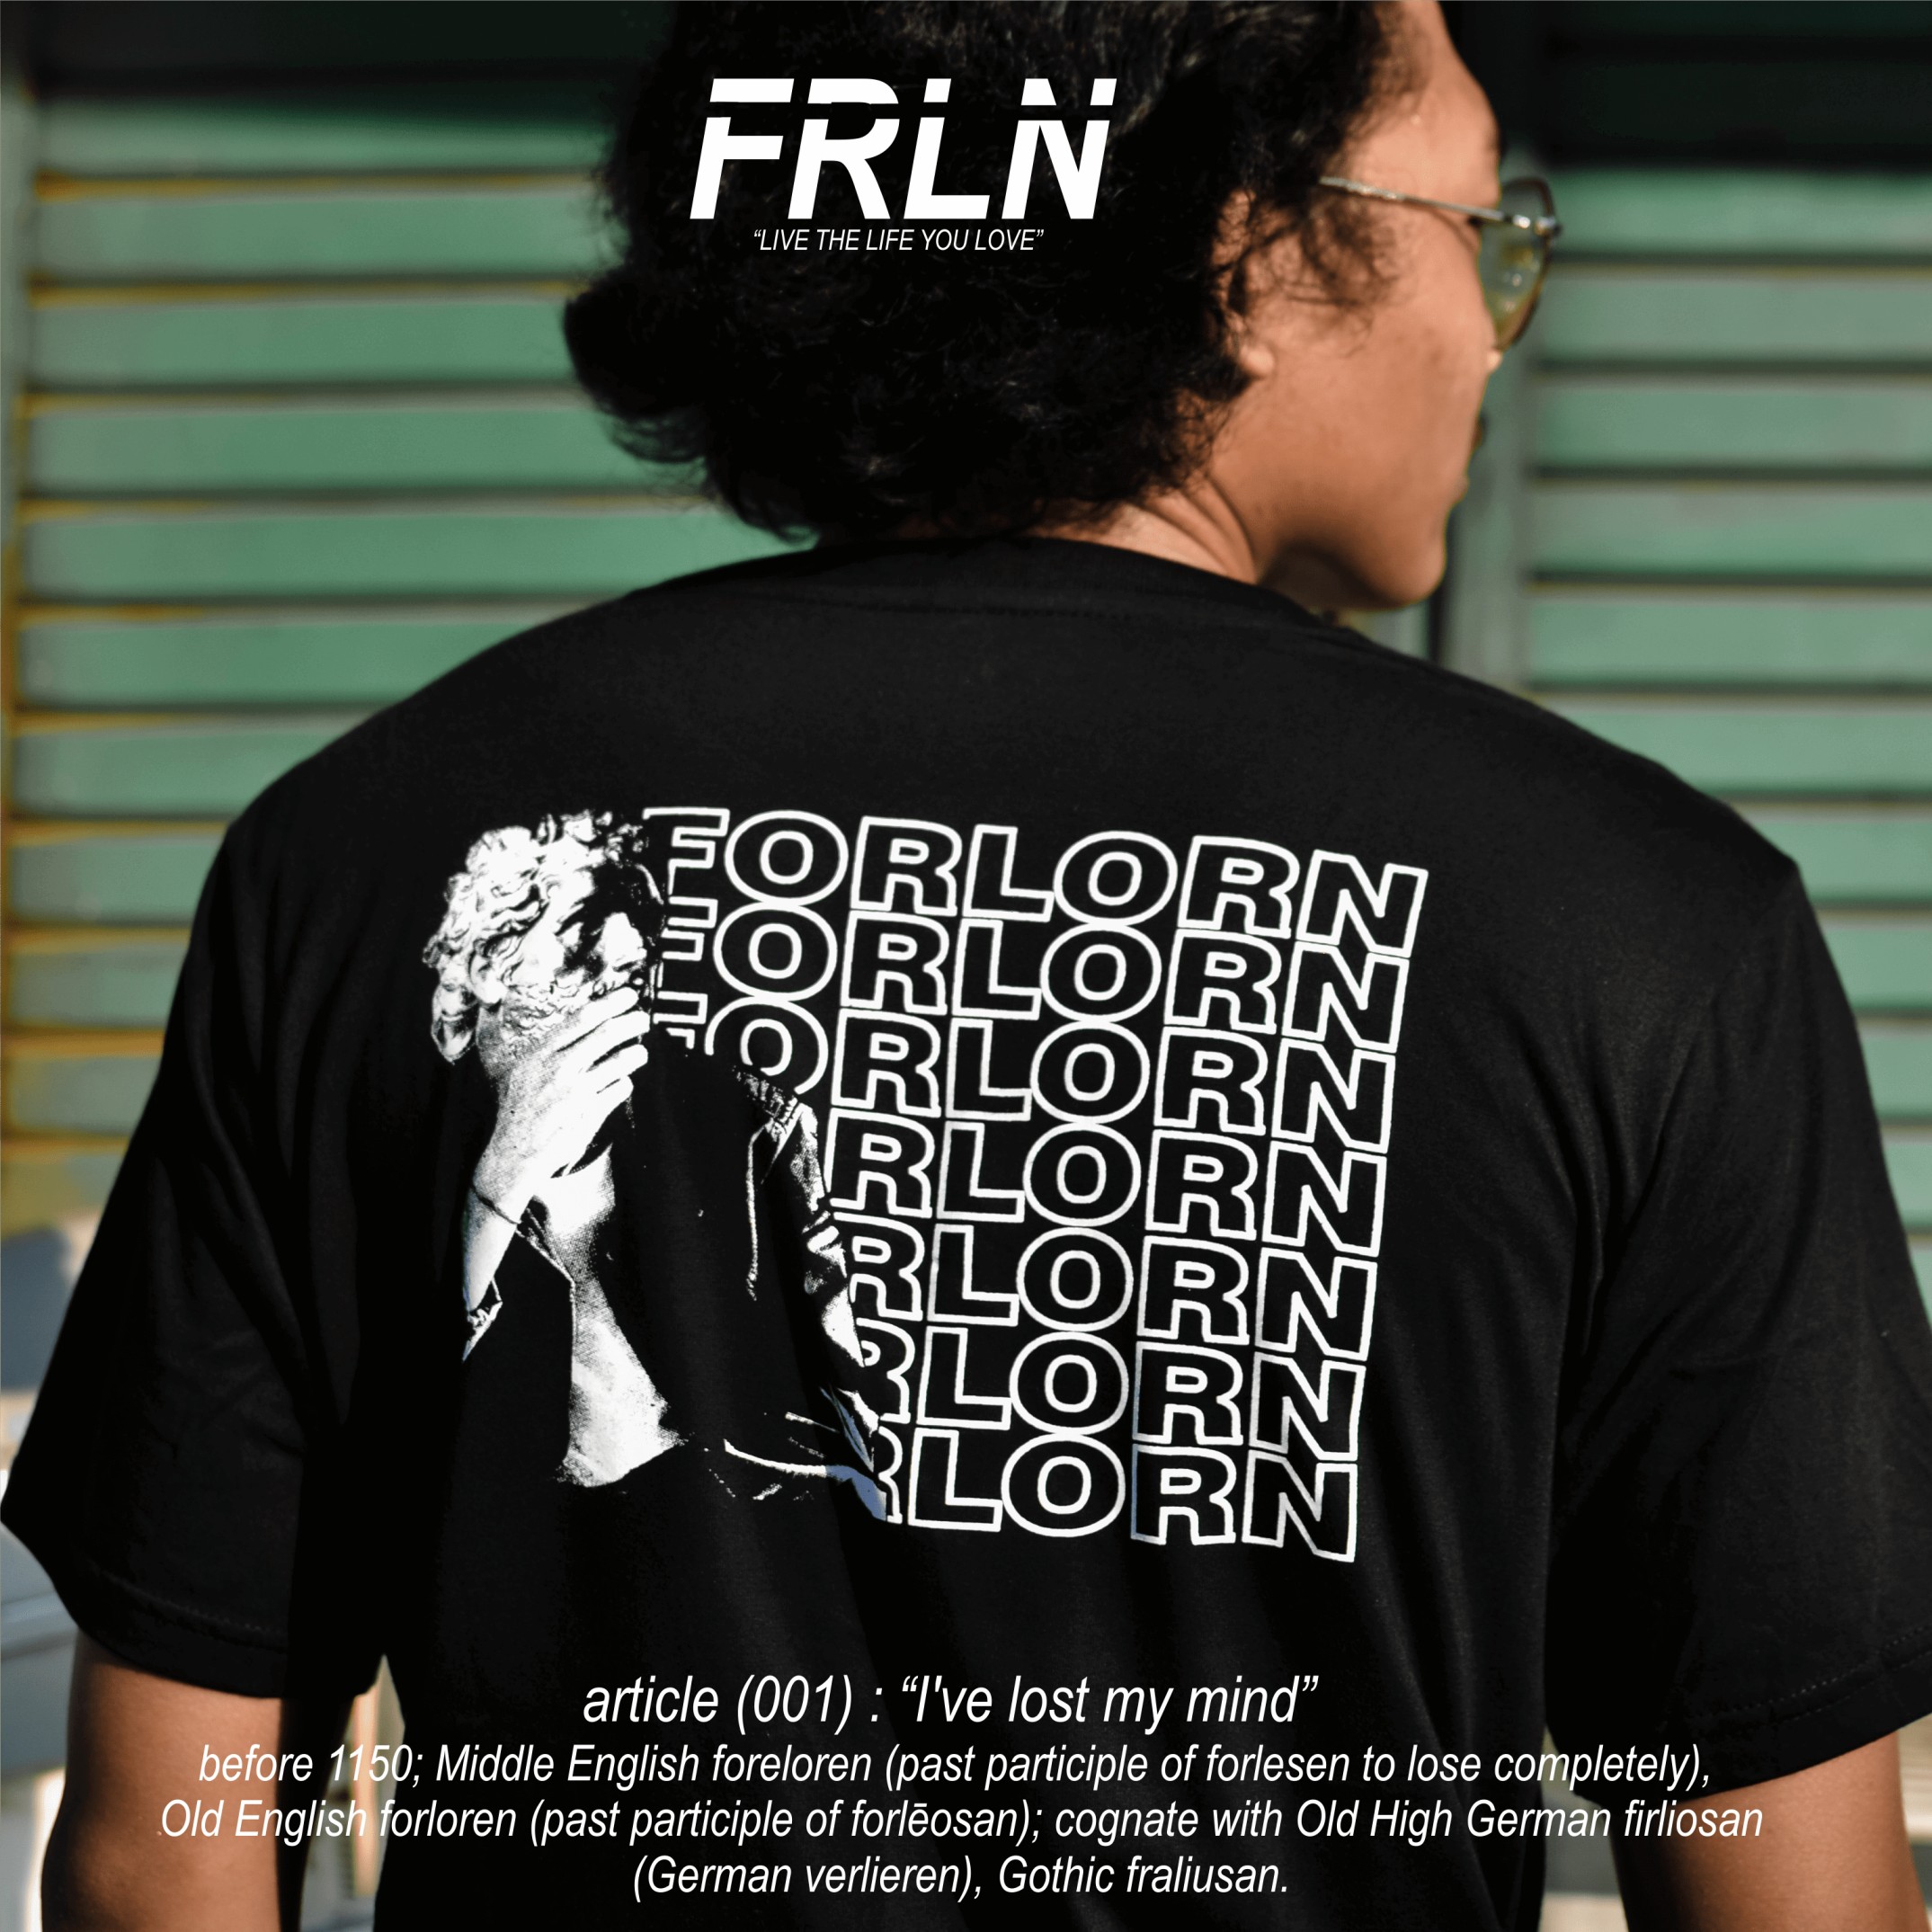 FRLN
“LIVE THE LIFE YOU LOVE”
FORLORN
FORLORN
FORLORN
RLORN
RLORN
RLORN
RLORN
article (001) : “I've lost my mind”
before 1150; Middle English foreloren (past participle of forlesen to lose completely),
Old English forloren (past participle of forlēosan); cognate with Old High German firliosan
(German verlieren), Gothic fraliusan.